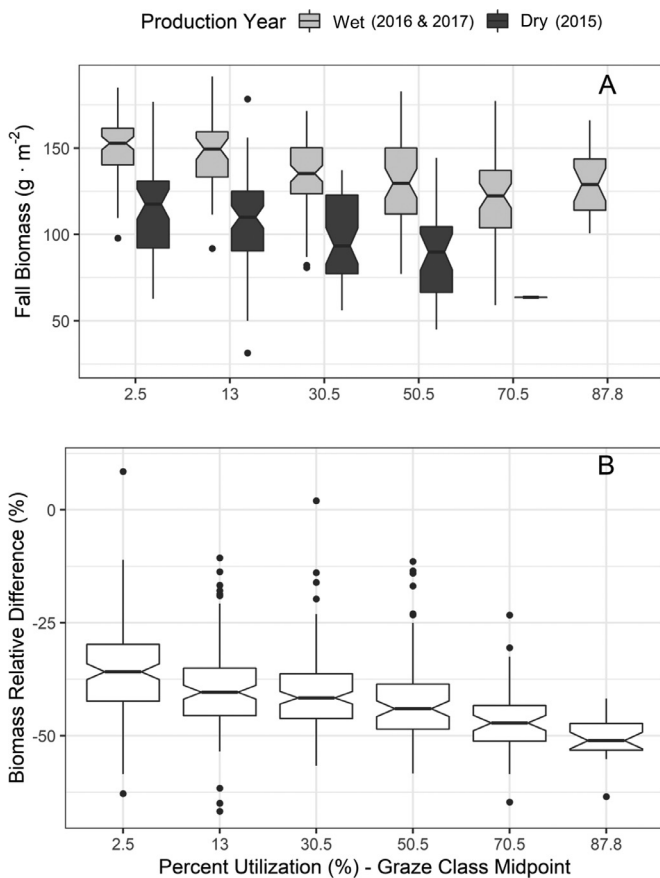 Production Year Wet (2016 & 2017) Dry (2015)
A
Fall Biomass (g · m⁻²)
150
100
50
2.5 13 30.5 50.5 70.5 87.8
B
Biomass Relative Difference (%)
0
-25
-50
2.5 13 30.5 50.5 70.5 87.8
Percent Utilization (%) - Graze Class Midpoint